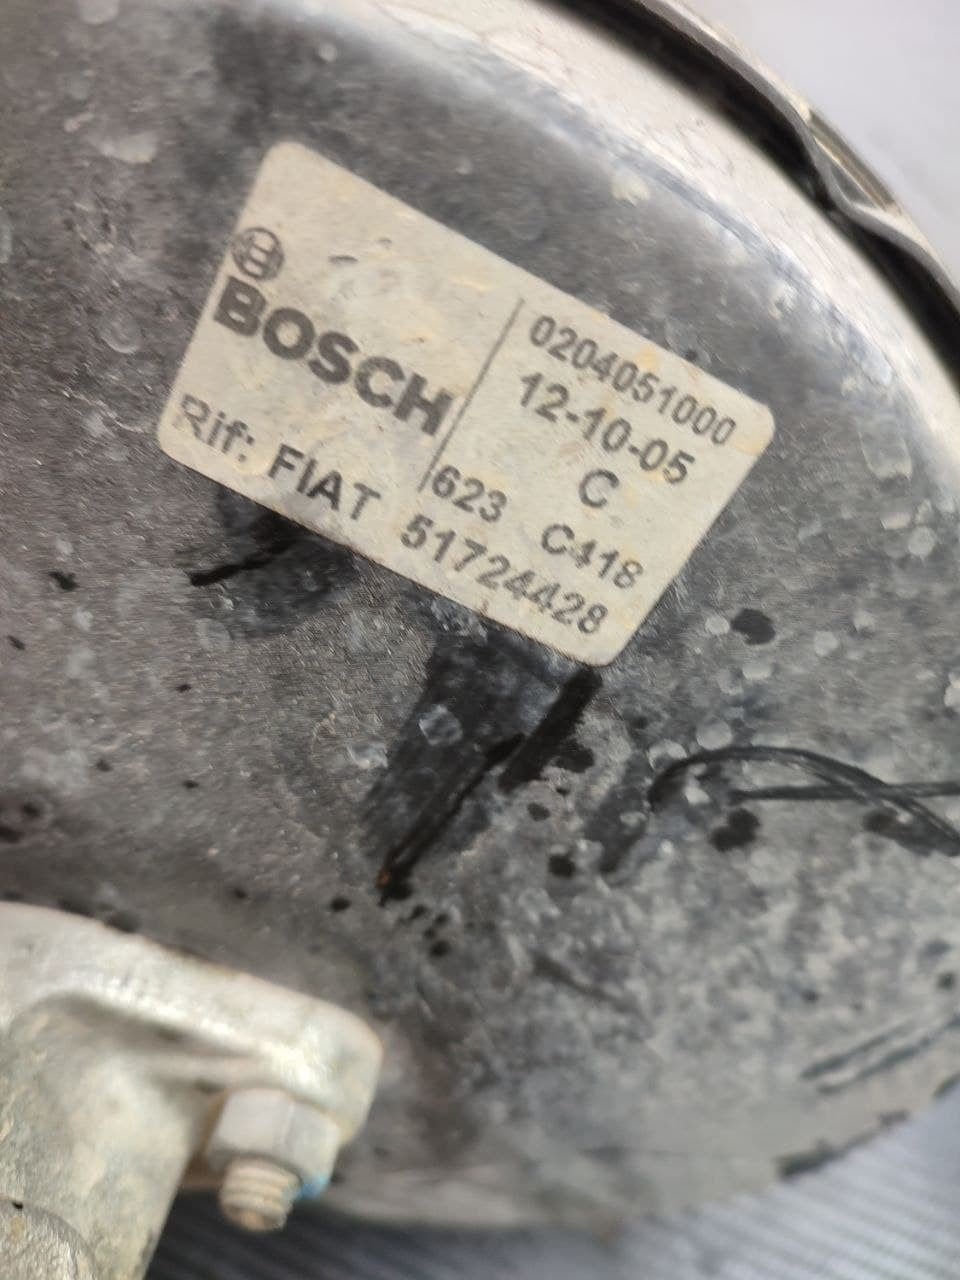 BOSCH
0204051000
12-10-05
C
623 C418
Rif: FIAT 51724428